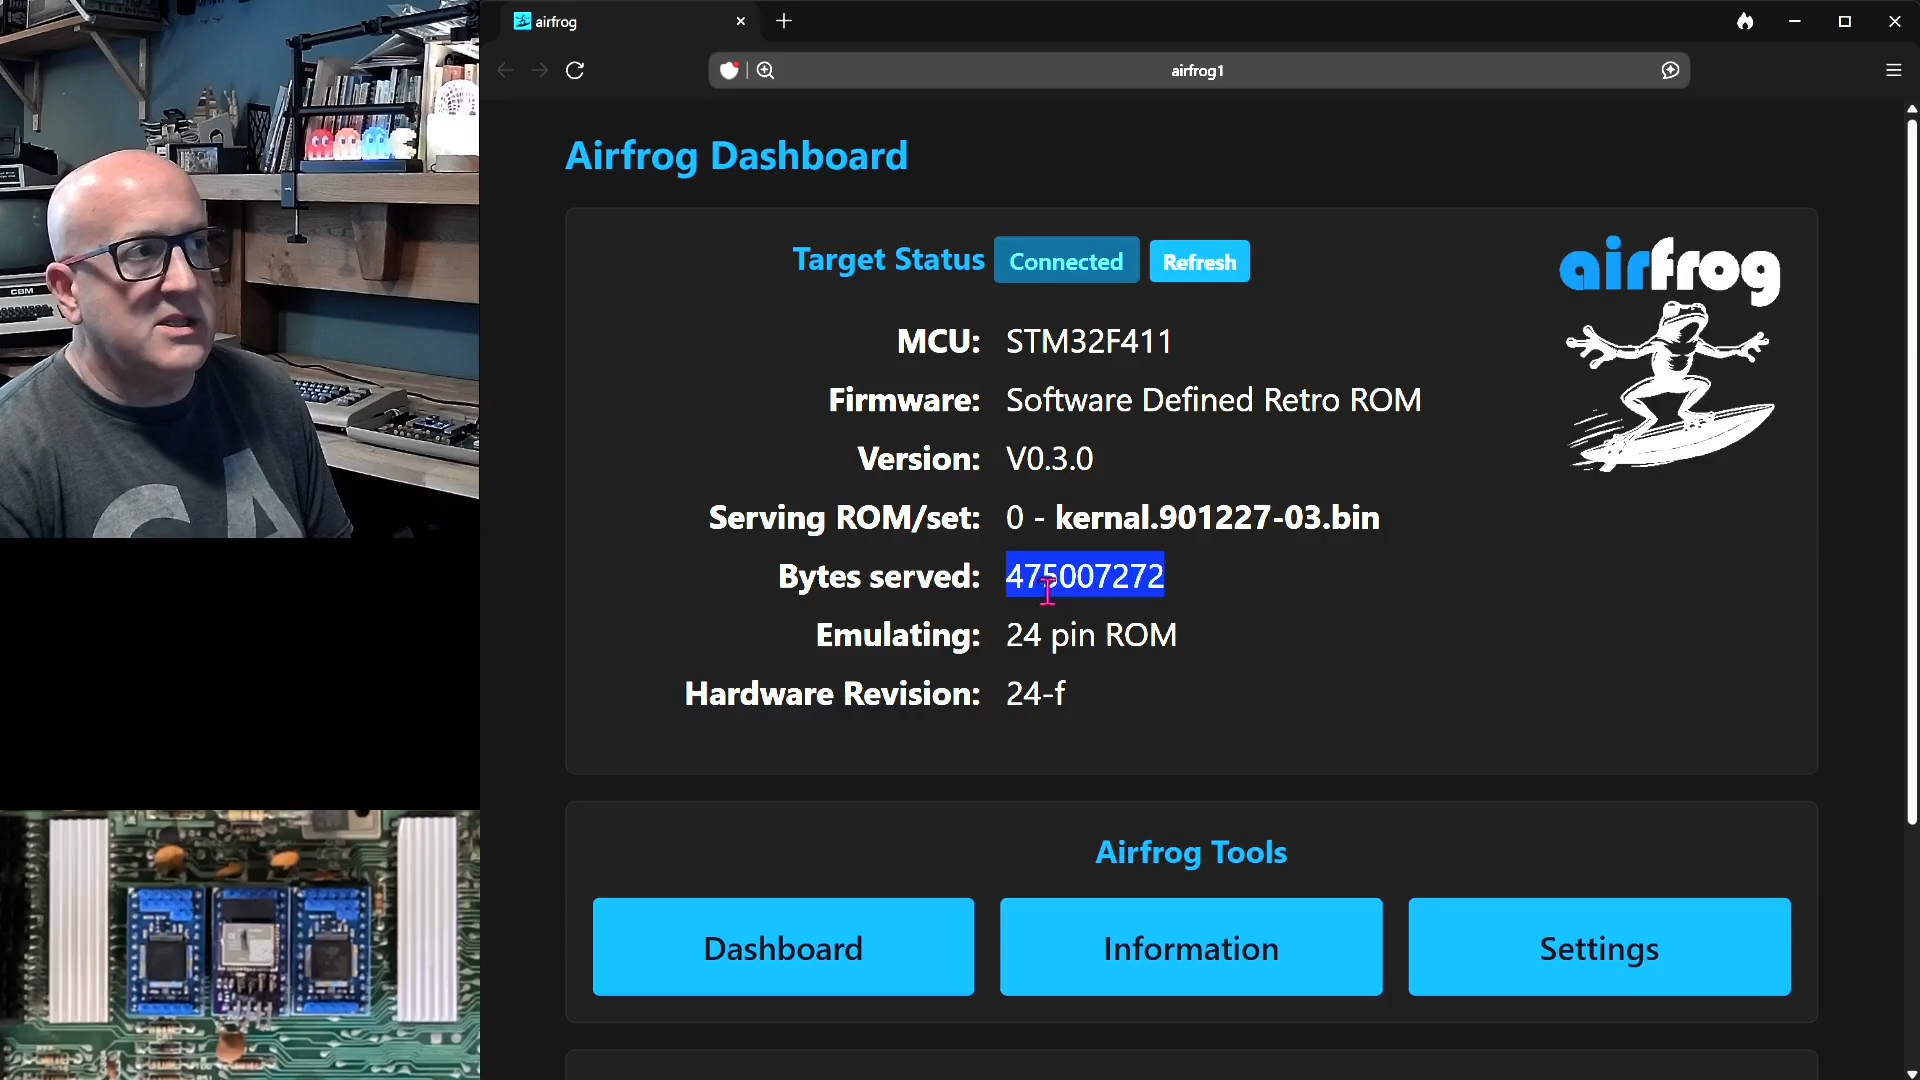 airfrog
airfrog1
Airfrog Dashboard
Target Status Connected Refresh
airfrog
MCU: STM32F411
Firmware: Software Defined Retro ROM
Version: V0.3.0
Serving ROM/set: 0 - kernal.901227-03.bin
Bytes served: 475007272
Emulating: 24 pin ROM
Hardware Revision: 24-f
Airfrog Tools
Dashboard Information Settings
CBM
CA